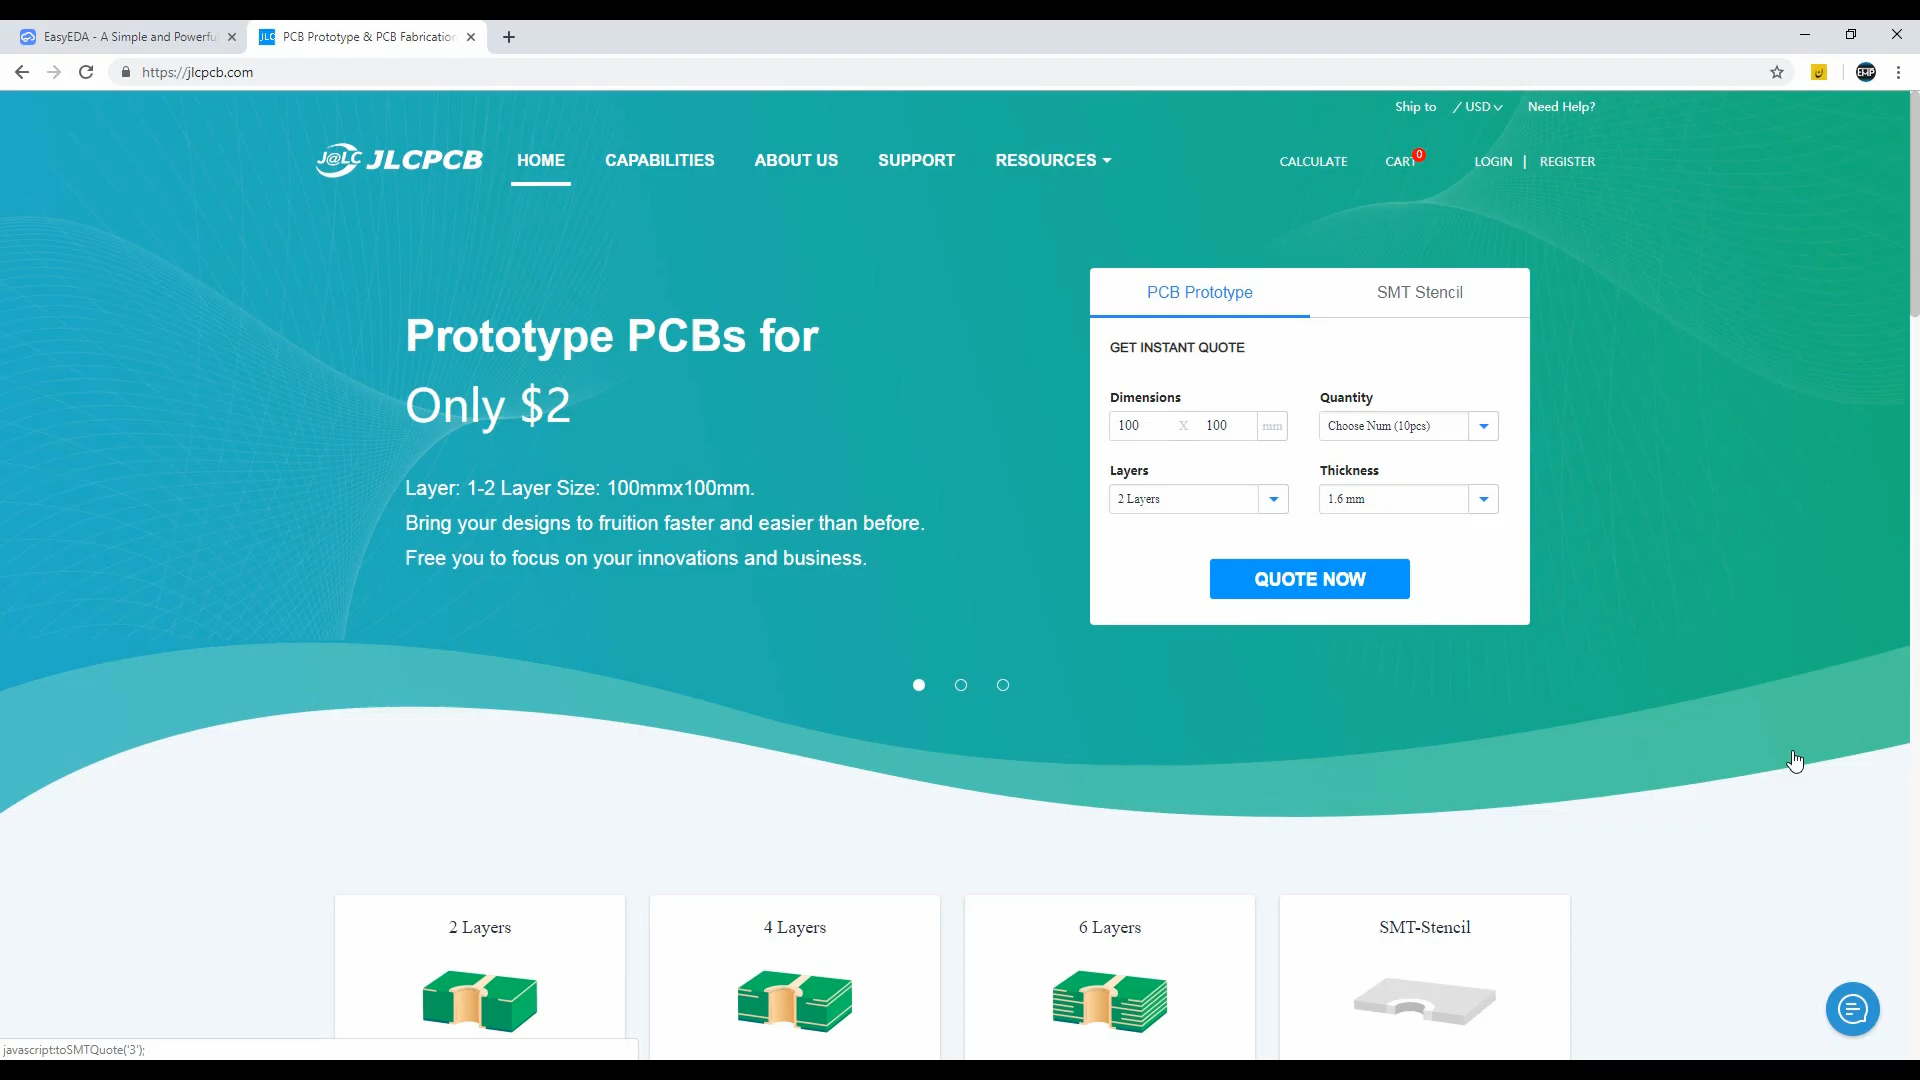 EasyEDA - A Simple and Powerfu
PCB Prototype & PCB Fabrication
https://jlcpcb.com
EMP
Ship to / USD Need Help?
J@LC JLCPCB HOME CAPABILITIES ABOUT US SUPPORT RESOURCES CALCULATE CART 0 LOGIN | REGISTER
PCB Prototype SMT Stencil
GET INSTANT QUOTE
Prototype PCBs for
Only $2
Dimensions Quantity
100 X 100 mm Choose Num (10pcs)
Layers Thickness
2 Layers 1.6 mm
Layer: 1-2 Layer Size: 100mmx100mm.
Bring your designs to fruition faster and easier than before.
Free you to focus on your innovations and business.
QUOTE NOW
2 Layers 4 Layers 6 Layers SMT-Stencil
javascript:toSMTQuote('3');